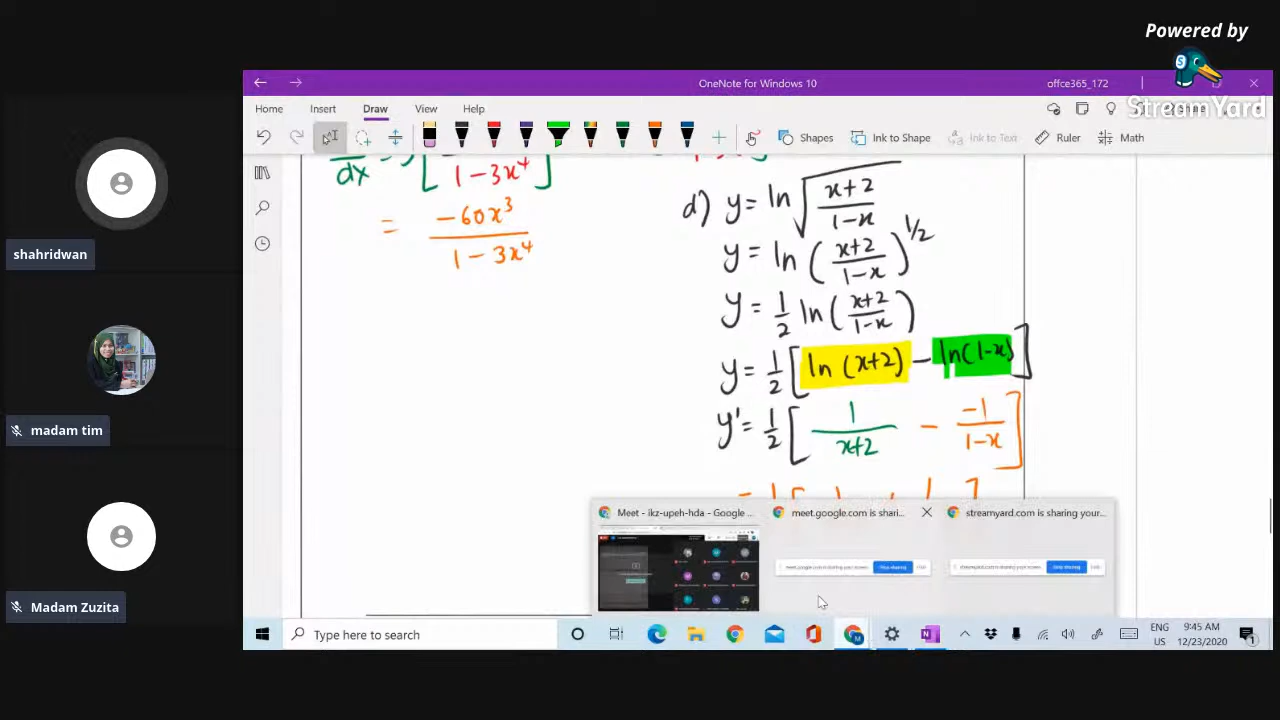 Powered by
StreamYard
OneNote for Windows 10
offce365_172
Home Insert Draw View Help
Shapes Ink to Shape Ink to Text Ruler Math
dx
1-3x⁴
= -60x³ / 1-3x⁴
d) y = ln √(x+2 / 1-x)
y = ln (x+2 / 1-x)^1/2
y = 1/2 ln (x+2 / 1-x)
y = 1/2 [ln (x+2) - ln(1-x)]
y' = 1/2 [1 / x+2 - -1 / 1-x]
shahridwan
madam tim
Madam Zuzita
Meet - ikz-upeh-hda - Google ...
meet.google.com is shari...
streamyard.com is sharing your...
Type here to search
ENG
US
9:45 AM
12/23/2020